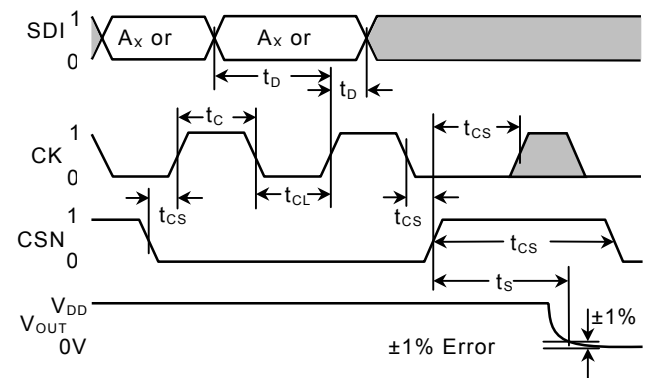 SDI 1 0 Ax or Ax or
tD tD
CK 1 0 tC tCL tCS
tCS tCS
CSN 1 0 tCS
tS
VDD
VOUT
0V
±1%
±1% Error